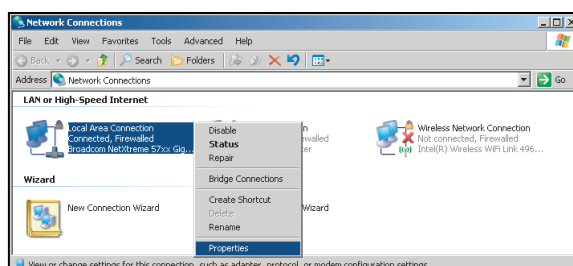 Network Connections
File Edit View Favorites Tools Advanced Help
Back Search Folders
Address Network Connections Go
LAN or High-Speed Internet
Local Area Connection
Connected, Firewalled
Broadcom NetXtreme 57xx Gig...
Disable
Status
Repair
Bridge Connections
Create Shortcut
Delete
Rename
Properties
Wireless Network Connection
Not connected, Firewalled
Intel(R) Wireless WiFi Link 496...
Wizard
New Connection Wizard
Wizard
View or change settings for this connection, such as adapter, protocol, or modem configuration settings.